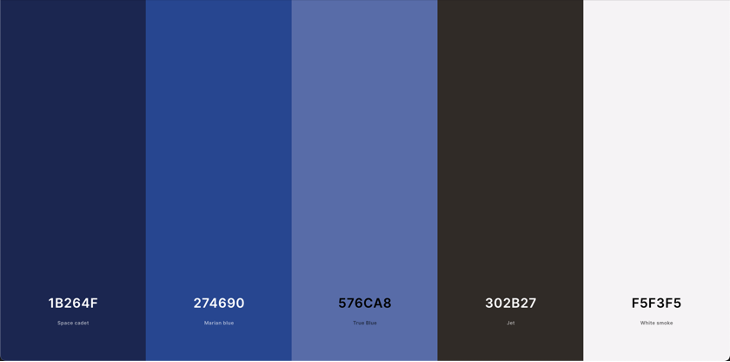 1B264F
Space cadet
274690
Marian blue
576CA8
True Blue
302B27
Jet
F5F3F5
White smoke